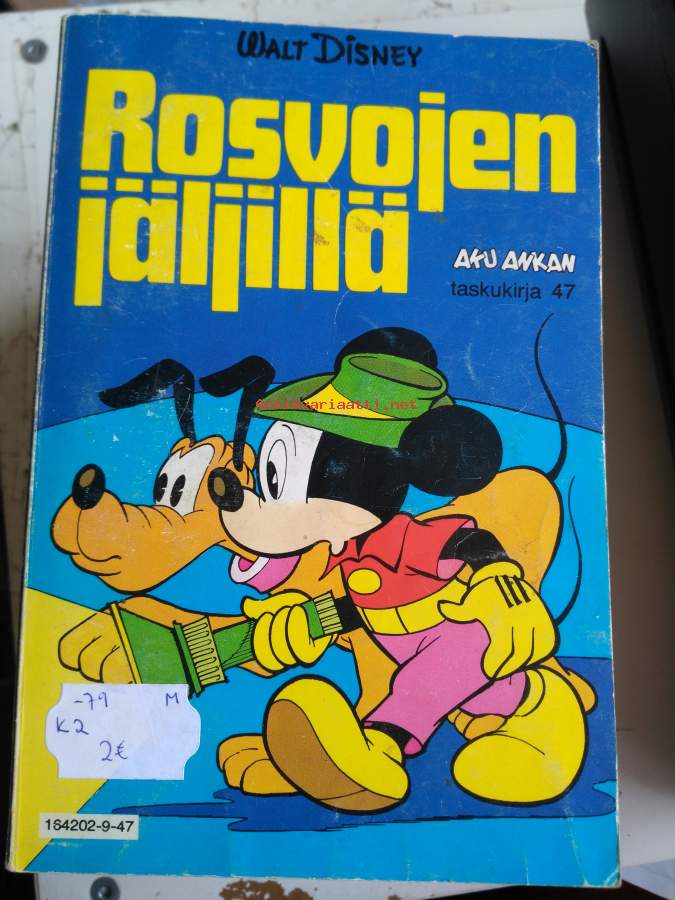 WALT DISNEY
Rosvojen
jäljillä
AKU ANKAN
taskukirja 47
Antikvariaatti.net
-79 M
K2
2€
184202-9-47